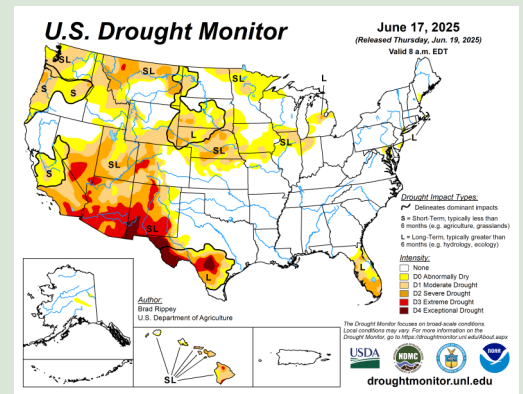 U.S. Drought Monitor
June 17, 2025
(Released Thursday, Jun. 19, 2025)
Valid 8 a.m. EDT
SL
S
S
SL
SL
L
L
SL
SL
SL
S
SL
SL
L
L
L
Drought Impact Types:
Delineates dominant impacts
S = Short-Term, typically less than
6 months (e.g. agriculture, grasslands)
L = Long-Term, typically greater than
6 months (e.g. hydrology, ecology)
Intensity:
None
D0 Abnormally Dry
D1 Moderate Drought
D2 Severe Drought
D3 Extreme Drought
D4 Exceptional Drought
Author:
Brad Rippey
U.S. Department of Agriculture
SL
The Drought Monitor focuses on broad-scale conditions.
Local conditions may vary. For more information on the
Drought Monitor, go to https://droughtmonitor.unl.edu/About.aspx
USDA
NDMC
NOAA
droughtmonitor.unl.edu